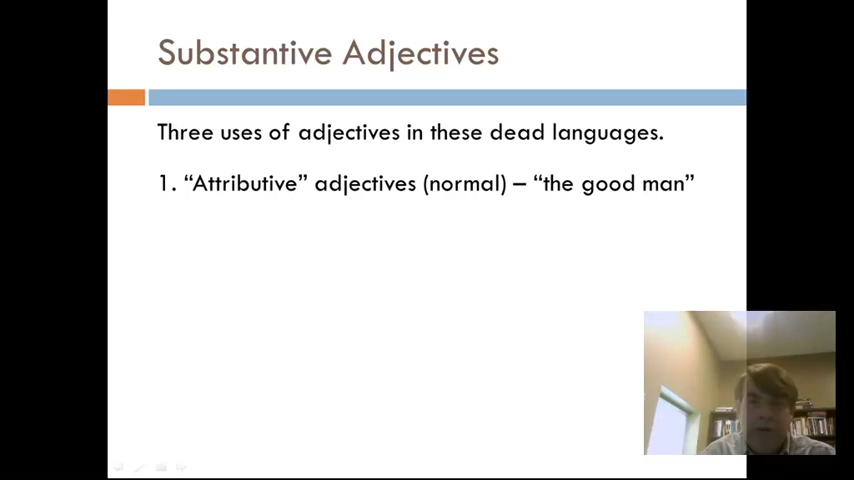 Substantive Adjectives
Three uses of adjectives in these dead languages.
1. “Attributive” adjectives (normal) – “the good man”